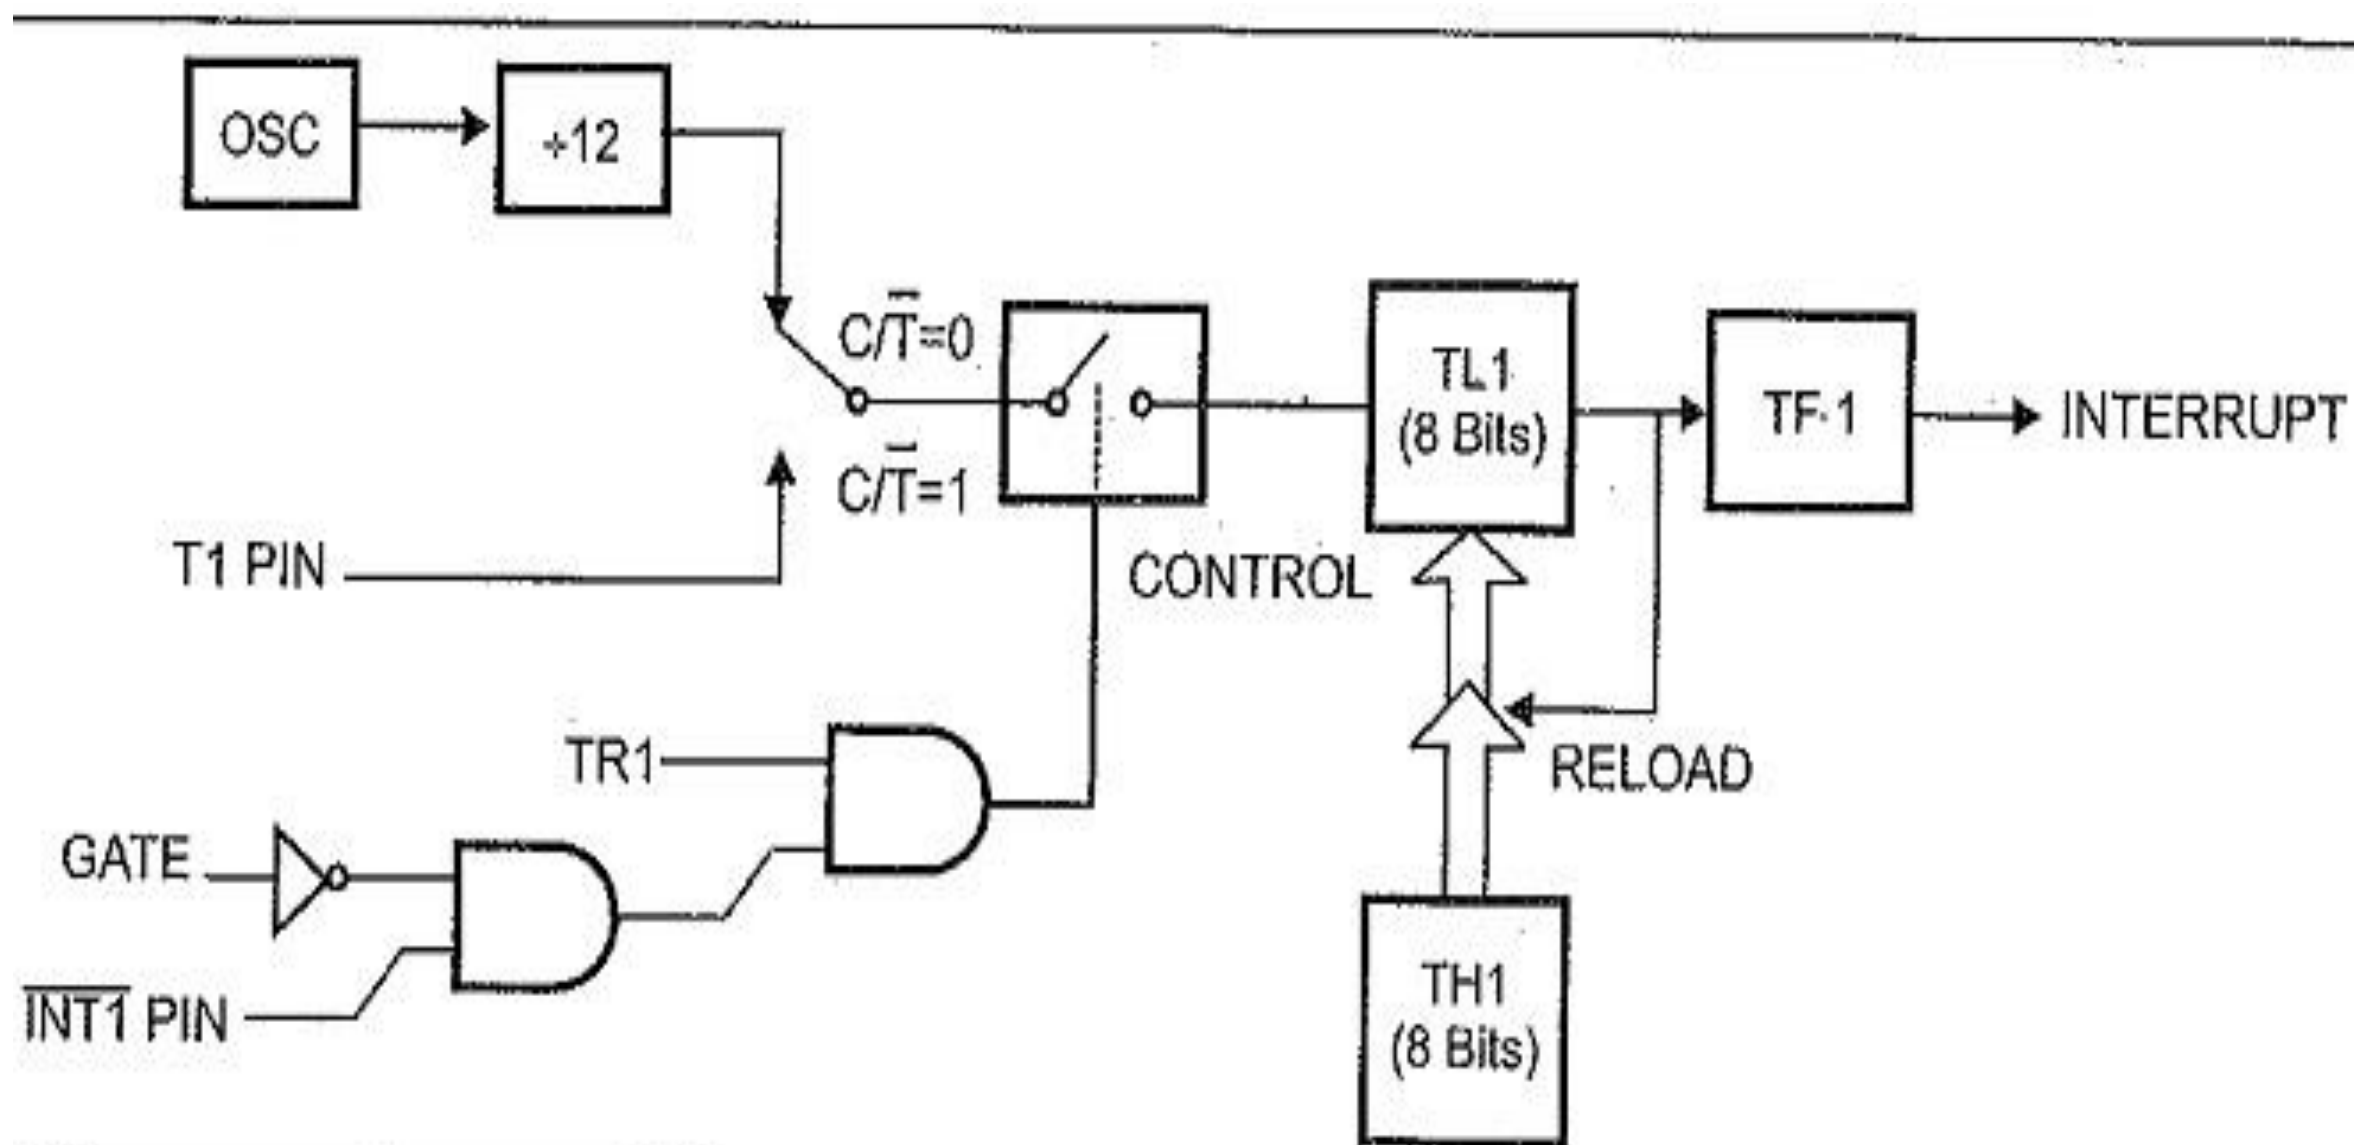 OSC
÷12
C/T̅=0
C/T̅=1
T1 PIN
CONTROL
TL1
(8 Bits)
TF1
INTERRUPT
TR1
RELOAD
GATE
I̅N̅T̅1̅ PIN
TH1
(8 Bits)